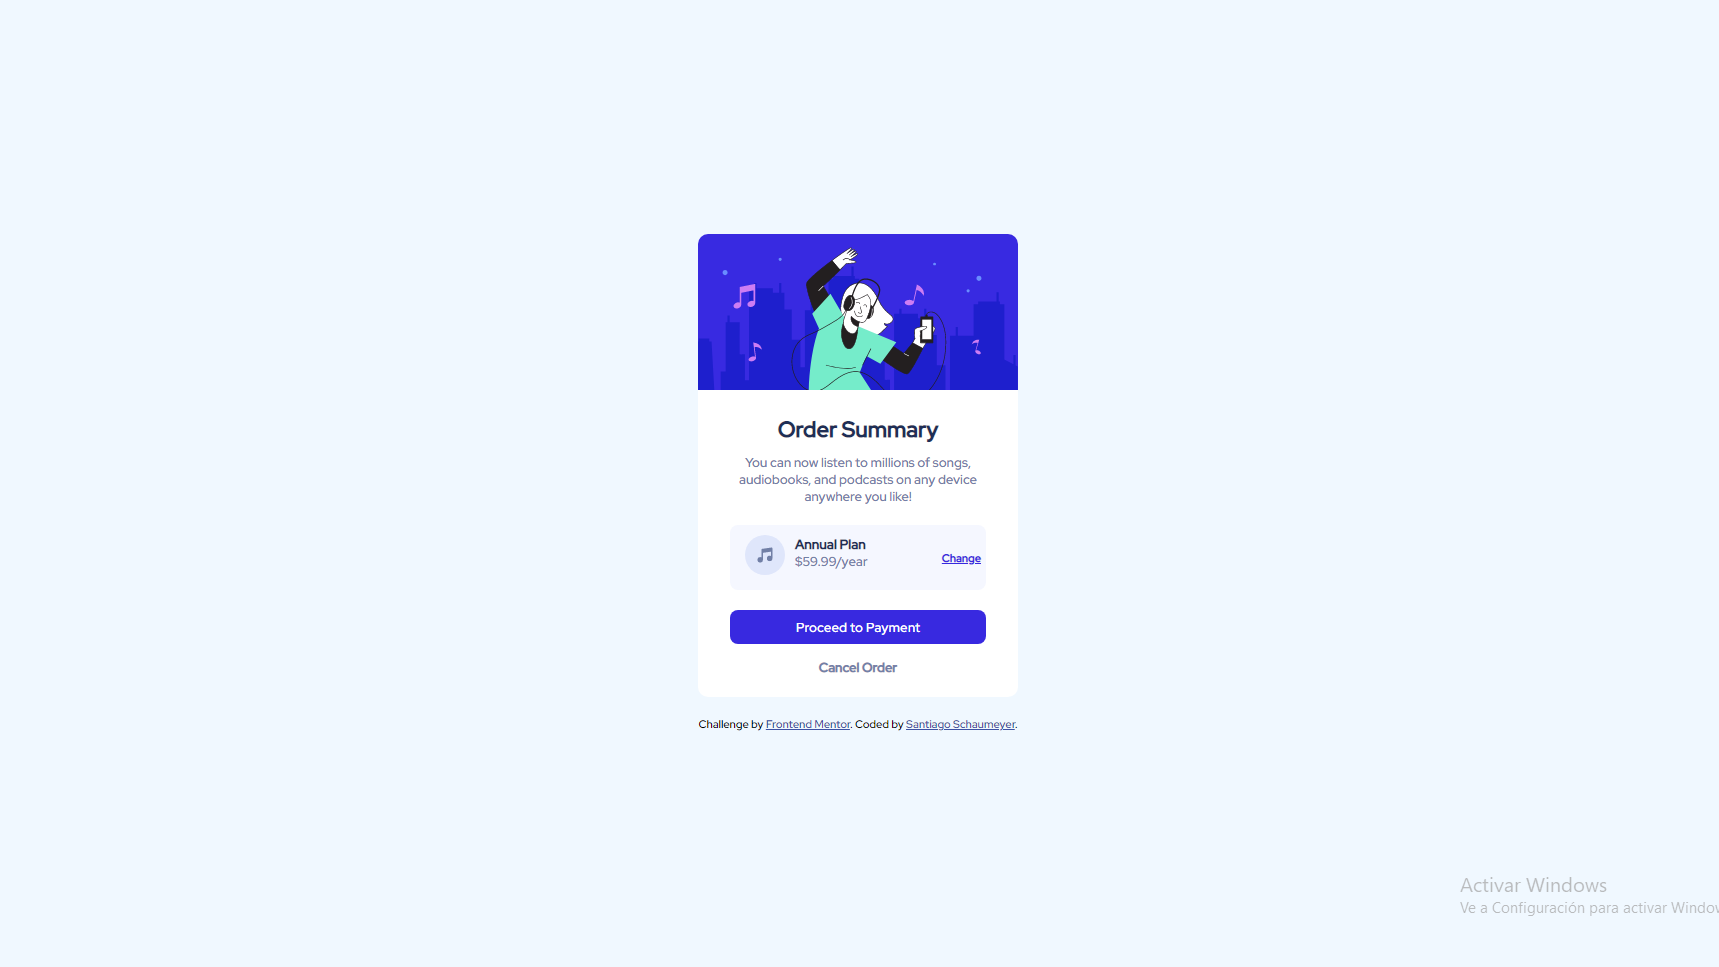 Order Summary
You can now listen to millions of songs,
audiobooks, and podcasts on any device
anywhere you like!
Annual Plan
$59.99/year
Change
Proceed to Payment
Cancel Order
Challenge by Frontend Mentor. Coded by Santiago Schaumeyer.
Activar Windows
Ve a Configuración para activar Window